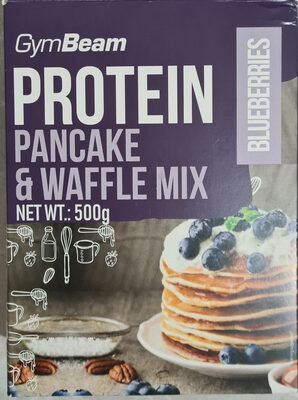 GymBeam
PROTEIN
PANCAKE
& WAFFLE MIX
NET WT.: 500g
BLUEBERRIES